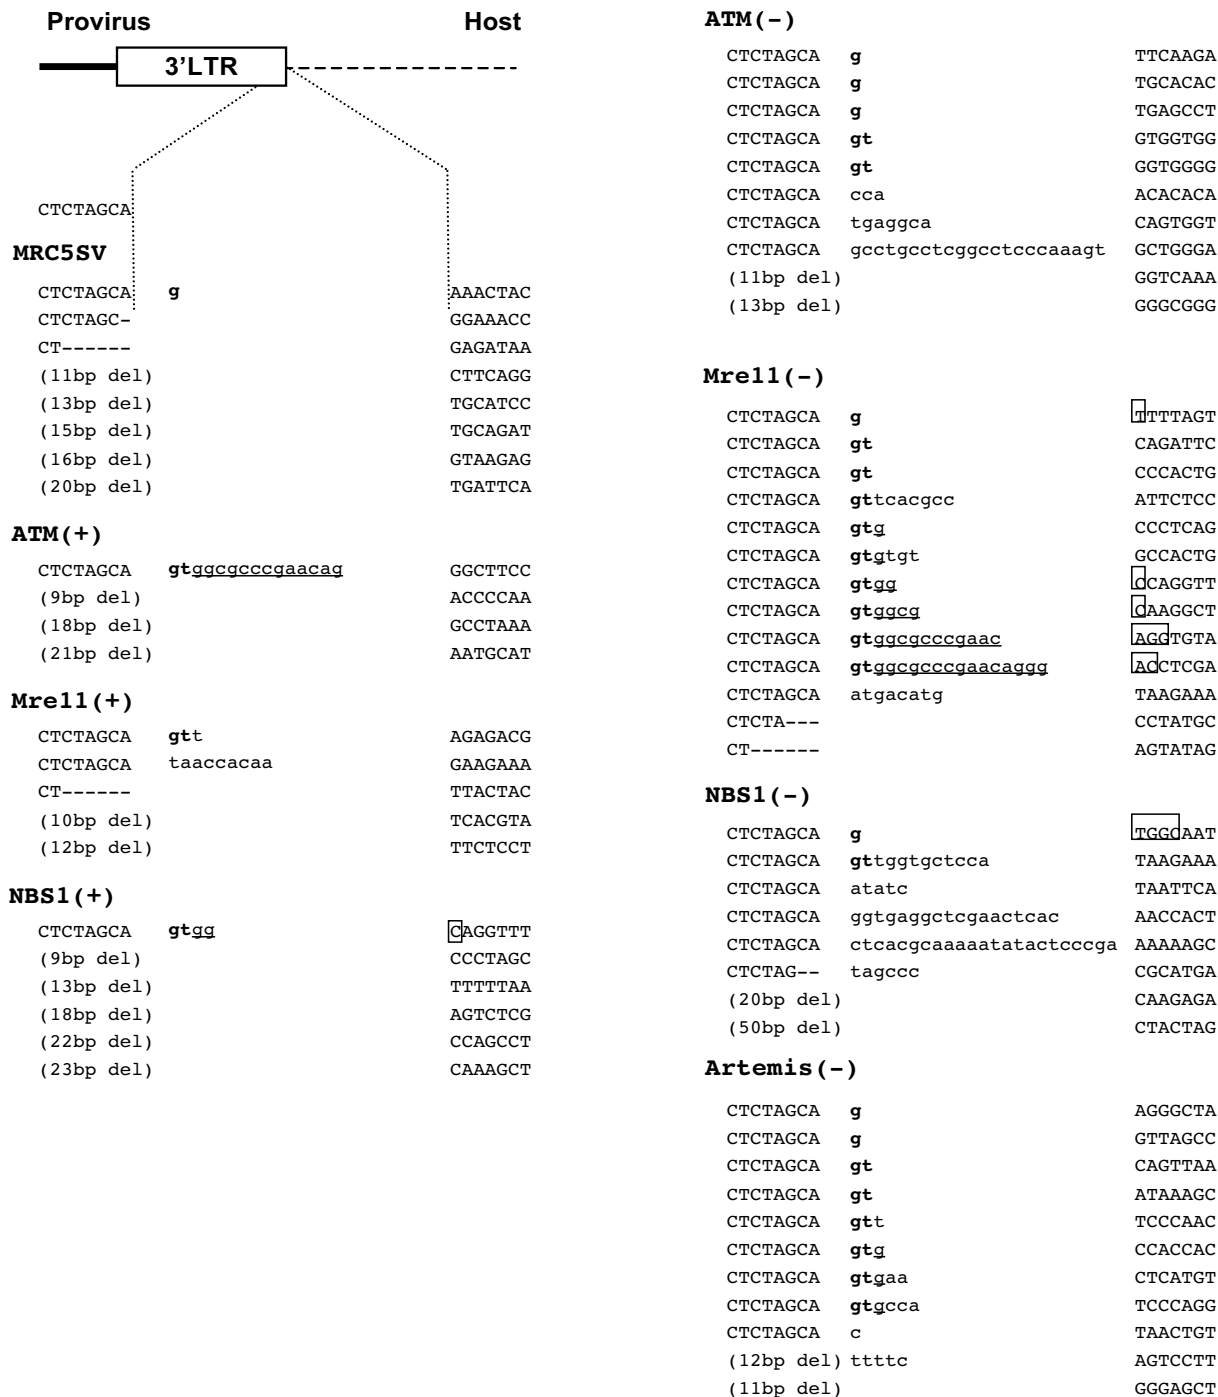 Provirus Host
3'LTR
CTCTAGCA
MRC5SV
CTCTAGCA g AAACTAC
CTCTAGC- GGAAACC
CT------ GAGATAA
(11bp del) CTTCAGG
(13bp del) TGCATCC
(15bp del) TGCAGAT
(16bp del) GTAAGAG
(20bp del) TGATTCA
ATM(+)
CTCTAGCA gtggcgcccgaacag GGCTTCC
(9bp del) ACCCCAA
(18bp del) GCCTAAA
(21bp del) AATGCAT
Mre11(+)
CTCTAGCA gtt AGAGACG
CTCTAGCA taaccacaa GAAGAAA
CT------ TTACTAC
(10bp del) TCACGTA
(12bp del) TTCTCCT
NBS1(+)
CTCTAGCA gtgg CAGGTTT
(9bp del) CCCTAGC
(13bp del) TTTTTAA
(18bp del) AGTCTCG
(22bp del) CCAGCCT
(23bp del) CAAAGCT
ATM(-)
CTCTAGCA g TTCAAGA
CTCTAGCA g TGCACAC
CTCTAGCA g TGAGCCT
CTCTAGCA gt GTGGTGG
CTCTAGCA gt GGTGGGG
CTCTAGCA cca ACACACA
CTCTAGCA tgaggca CAGTGGT
CTCTAGCA gcctgcctcggcctcccaaagt GCTGGGA
(11bp del) GGTCAAA
(13bp del) GGGCGGG
Mre11(-)
CTCTAGCA g TTTTAGT
CTCTAGCA gt CAGATTC
CTCTAGCA gt CCCACTG
CTCTAGCA gttcacgcc ATTCTCC
CTCTAGCA gtg CCCTCAG
CTCTAGCA gtgtgt GCCACTG
CTCTAGCA gtgg CCAGGTT
CTCTAGCA gtggcg CAAGGCT
CTCTAGCA gtggcgcccgaac AGGTGTA
CTCTAGCA gtggcgcccgaacaggg ACCTCGA
CTCTAGCA atgacatg TAAGAAA
CTCTA--- CCTATGC
CT------ AGTATAG
NBS1(-)
CTCTAGCA g TGGCAAT
CTCTAGCA gttggtgctcca TAAGAAA
CTCTAGCA atatc TAATTCA
CTCTAGCA ggtgaggctcgaactcac AACCACT
CTCTAGCA ctcacgcaaaaatatactcccga AAAAAGC
CTCTAG-- tagccc CGCATGA
(20bp del) CAAGAGA
(50bp del) CTACTAG
Artemis(-)
CTCTAGCA g AGGGCTA
CTCTAGCA g GTTAGCC
CTCTAGCA gt CAGTTAA
CTCTAGCA gt ATAAAGC
CTCTAGCA gtt TCCCAAC
CTCTAGCA gtg CCACCAC
CTCTAGCA gtgaa CTCATGT
CTCTAGCA gtgcca TCCCAGG
CTCTAGCA c TAACTGT
(12bp del) ttttc AGTCCTT
(11bp del) GGGAGCT